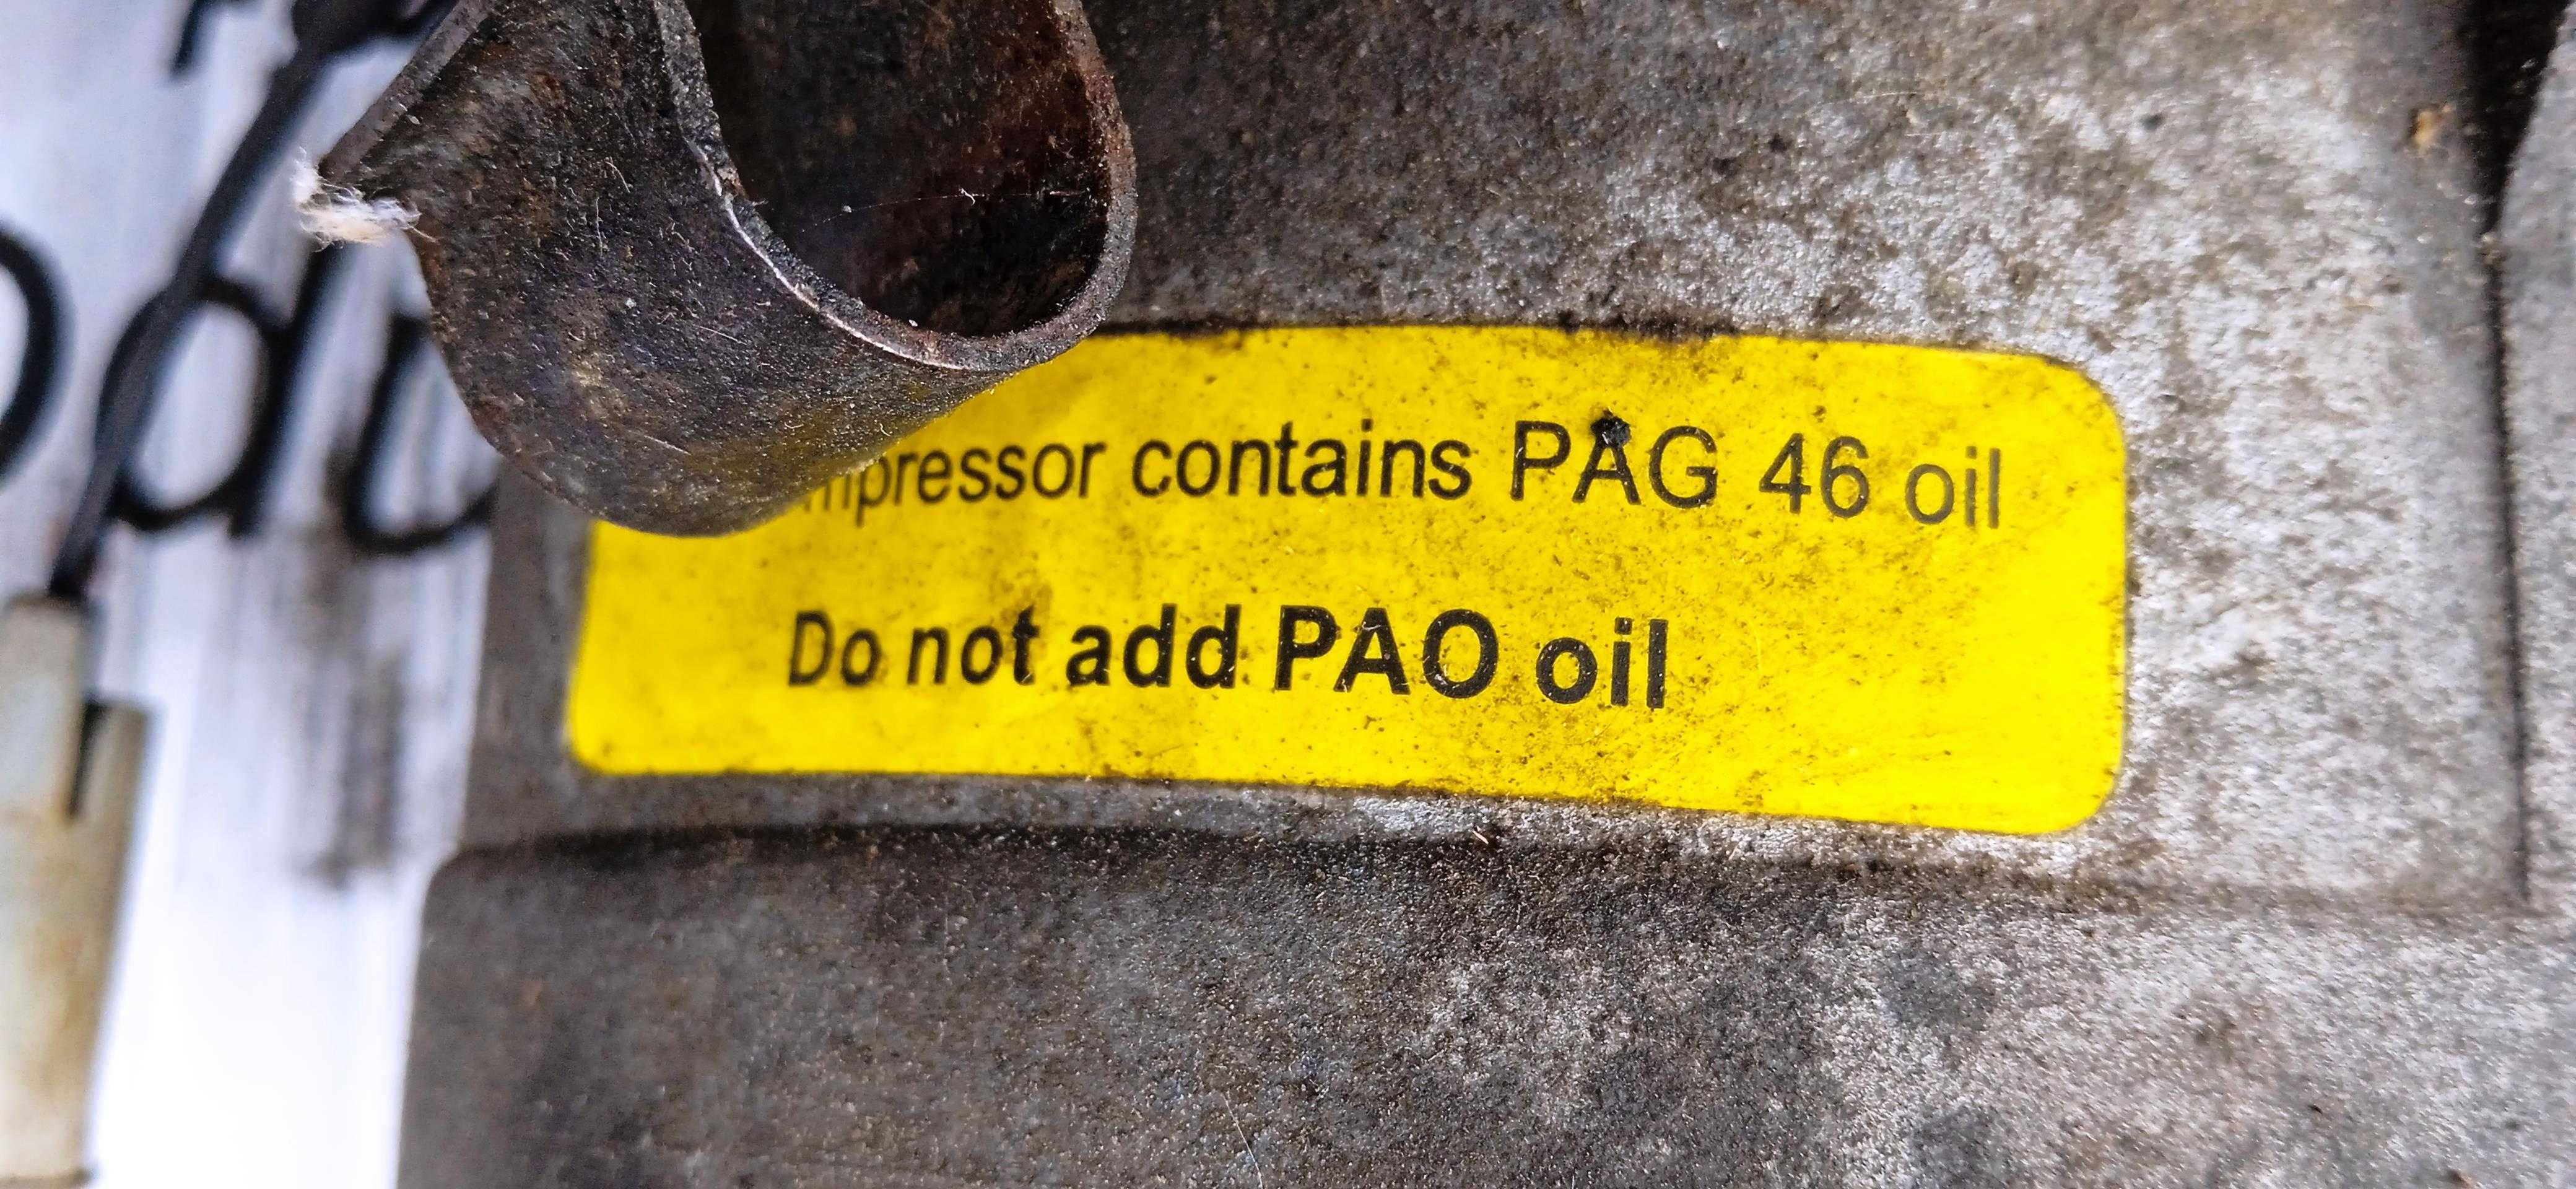 mpressor contains PAG 46 oil
Do not add PAO oil